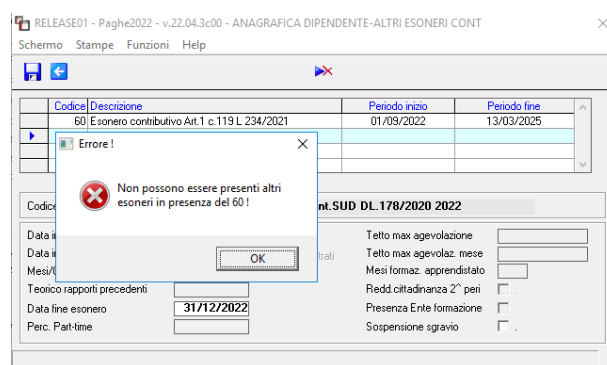 RELEASE01 - Paghe2022 - v.22.04.3c00 - ANAGRAFICA DIPENDENTE-ALTRI ESONERI CONT
Schermo Stampe Funzioni Help
Codice Descrizione Periodo inizio Periodo fine
60 Esonero contributivo Art.1 c.119 L 234/2021 01/09/2022 13/03/2025
Errore !
Non possono essere presenti altri
esoneri in presenza del 60 !
OK
nt.SUD DL.178/2020 2022
Tetto max agevolazione
Tetto max agevolaz. mese
Mesi formaz. apprendistato
Teorico rapporti precedenti Redd.cittadinanza 2^ peri
Data fine esonero 31/12/2022 Presenza Ente formazione
Perc. Part-time Sospensione sgravio